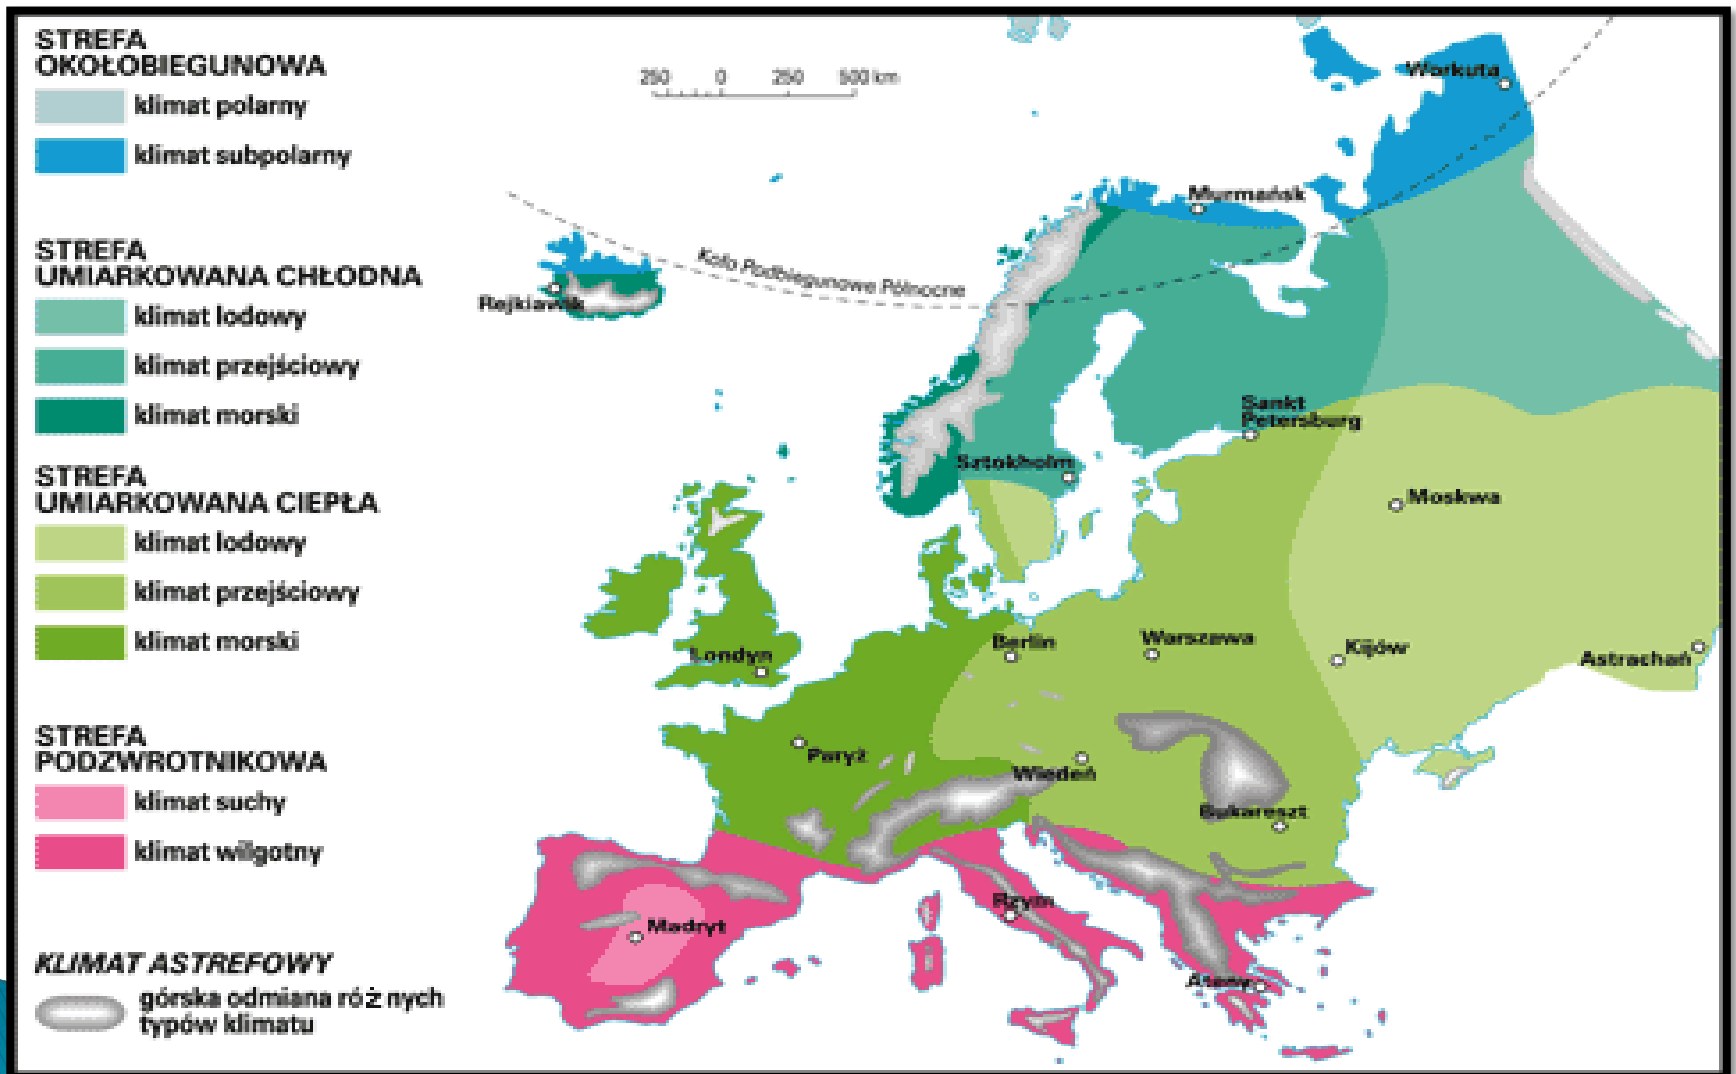 STREFA
OKOŁOBIEGUNOWA
klimat polarny
klimat subpolarny
STREFA
UMIARKOWANA CHŁODNA
klimat lodowy
klimat przejściowy
klimat morski
STREFA
UMIARKOWANA CIEPŁA
klimat lodowy
klimat przejściowy
klimat morski
STREFA
PODZWROTNIKOWA
klimat suchy
klimat wilgotny
KLIMAT ASTREFOWY
górska odmiana róż nych
typów klimatu
250 0 250 500 km
Workuta
Murmańsk
Koło Podbiegunowe Północne
Rejkiawik
Sankt
Petersburg
Sztokholm
Moskwa
Berlin
Warszawa
Kijów
Astrachań
Londyn
Paryż
Wiedeń
Bukareszt
Rzym
Madryt
Ateny